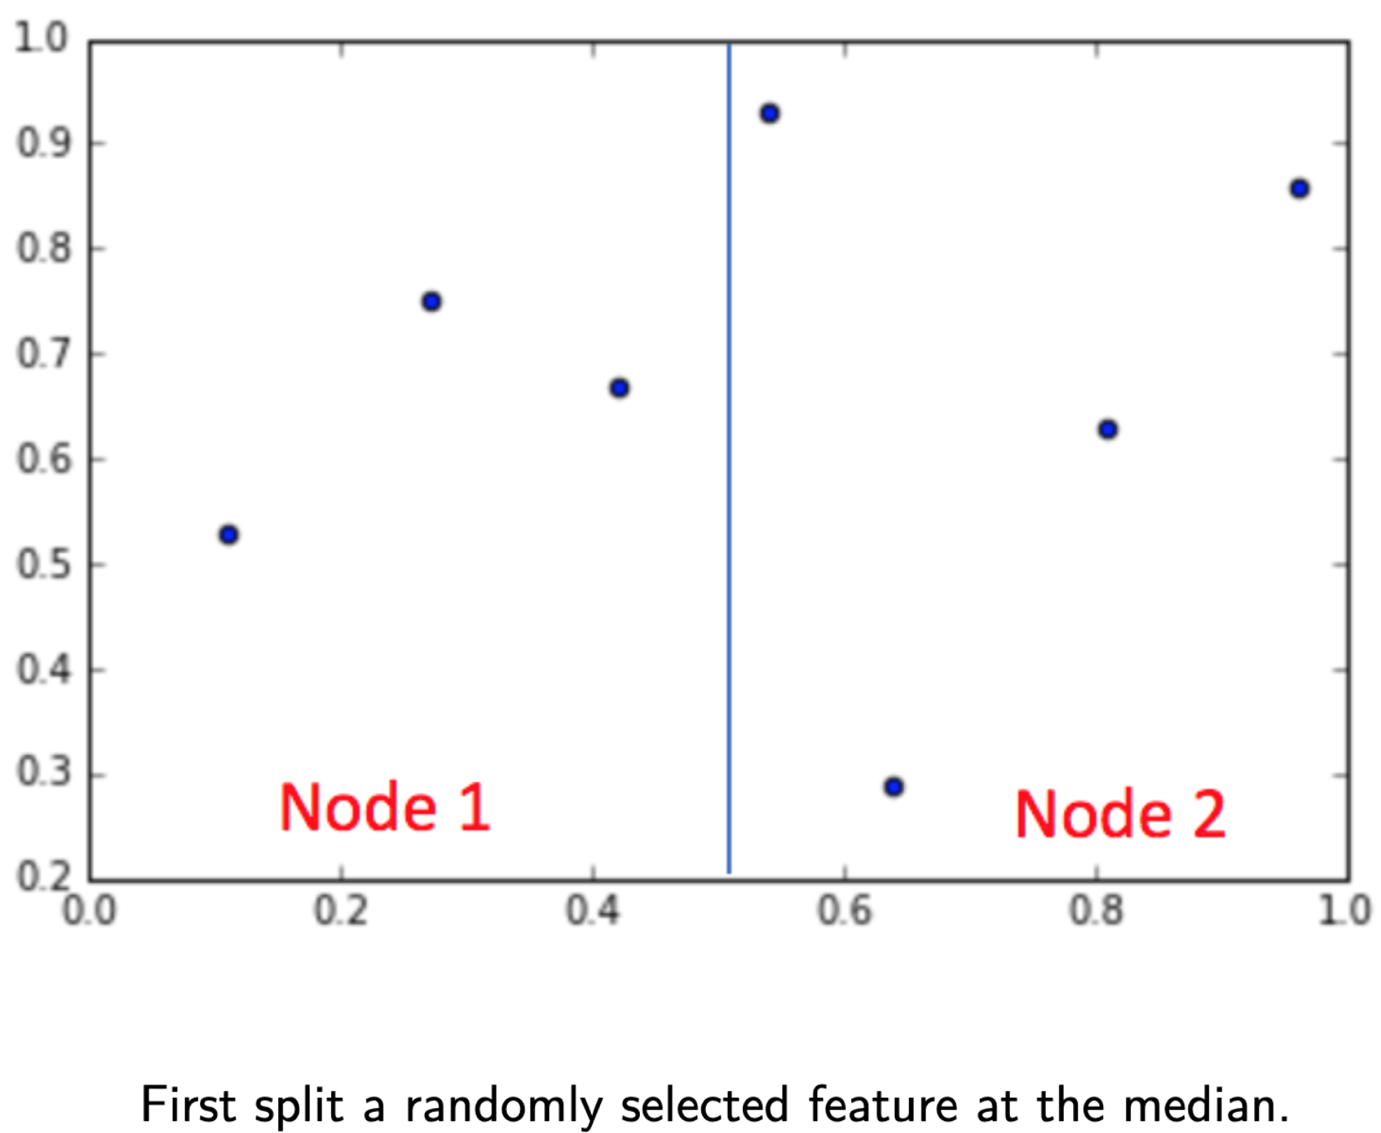 1.0
0.9
0.8
0.7
0.6
0.5
0.4
0.3
0.2
Node 1
Node 2
0.0 0.2 0.4 0.6 0.8 1.0
First split a randomly selected feature at the median.